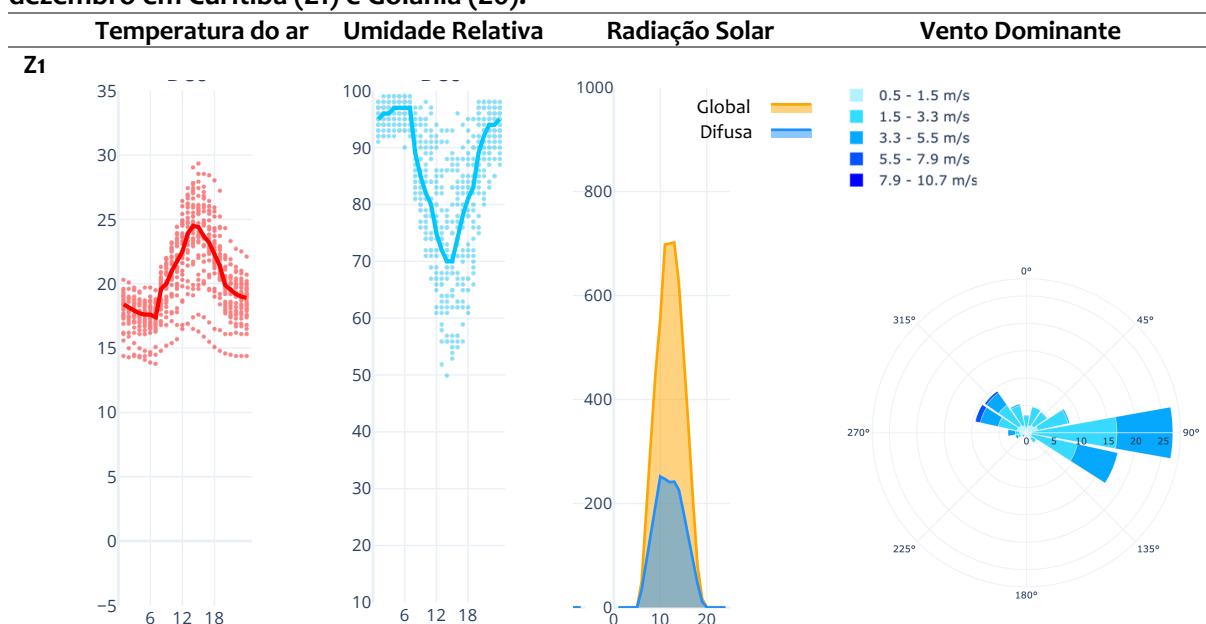 dezembro em Curitiba (Z1) e Goiânia (Z6).
Temperatura do ar Umidade Relativa Radiação Solar Vento Dominante
Z1
35
30
25
20
15
10
5
0
−5
6 12 18
100
90
80
70
60
50
40
30
20
10
6 12 18
1000
800
600
400
200
0
0 10 20
Global
Difusa
0.5 - 1.5 m/s
1.5 - 3.3 m/s
3.3 - 5.5 m/s
5.5 - 7.9 m/s
7.9 - 10.7 m/s
0°
315° 45°
270° 0 5 10 15 20 25 90°
225° 135°
180°